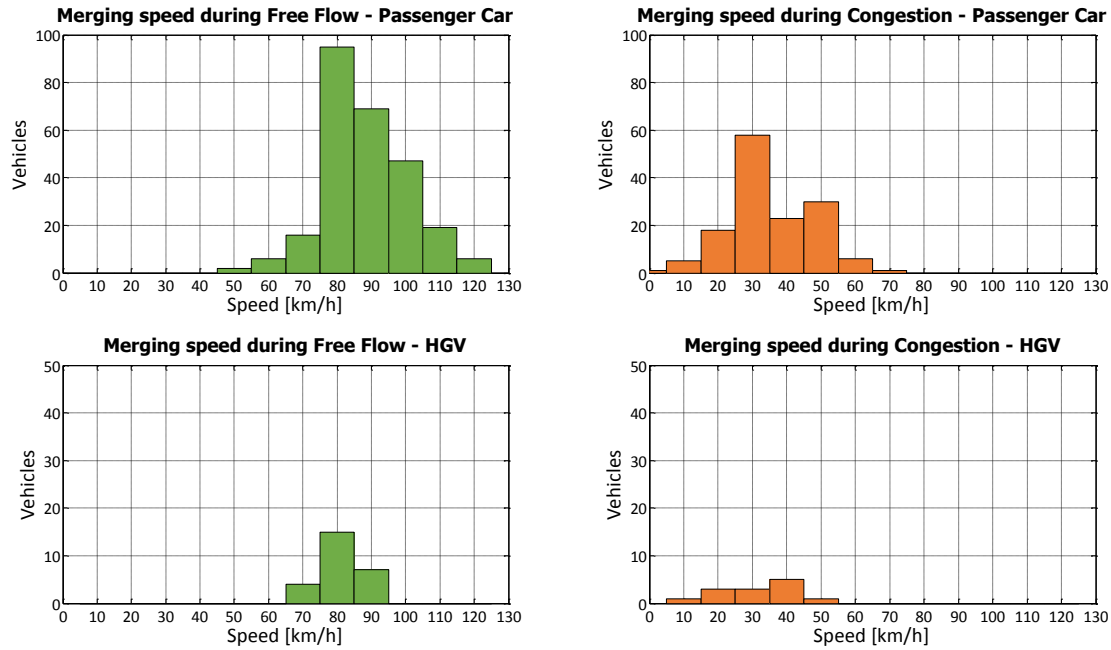 Merging speed during Free Flow - Passenger Car
100
80
60
40
20
0
Vehicles
0 10 20 30 40 50 60 70 80 90 100 110 120 130
Speed [km/h]
Merging speed during Congestion - Passenger Car
100
80
60
40
20
0
Vehicles
0 10 20 30 40 50 60 70 80 90 100 110 120 130
Speed [km/h]
Merging speed during Free Flow - HGV
50
40
30
20
10
0
Vehicles
0 10 20 30 40 50 60 70 80 90 100 110 120 130
Speed [km/h]
Merging speed during Congestion - HGV
50
40
30
20
10
0
Vehicles
0 10 20 30 40 50 60 70 80 90 100 110 120 130
Speed [km/h]